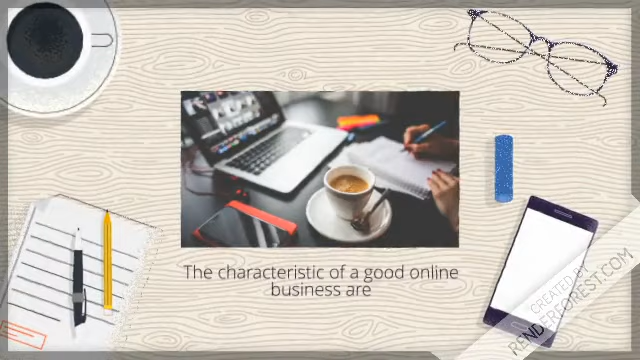 The characteristic of a good online
business are
CREATED BY
RENDERFOREST.COM